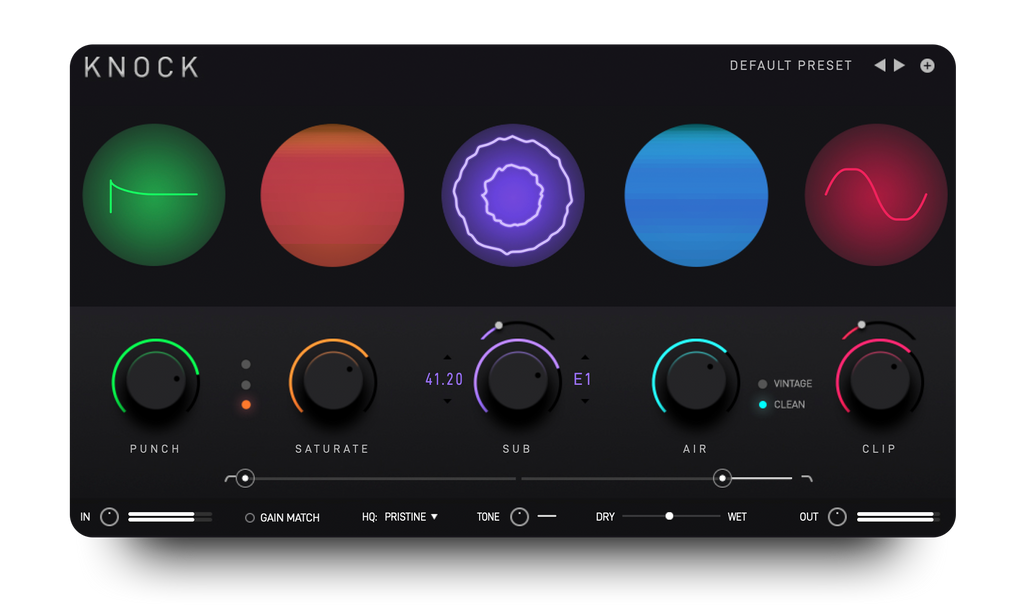 KNOCK
DEFAULT PRESET
41.20
E1
VINTAGE
CLEAN
PUNCH
SATURATE
SUB
AIR
CLIP
IN
GAIN MATCH
HQ: PRISTINE
TONE
DRY
WET
OUT